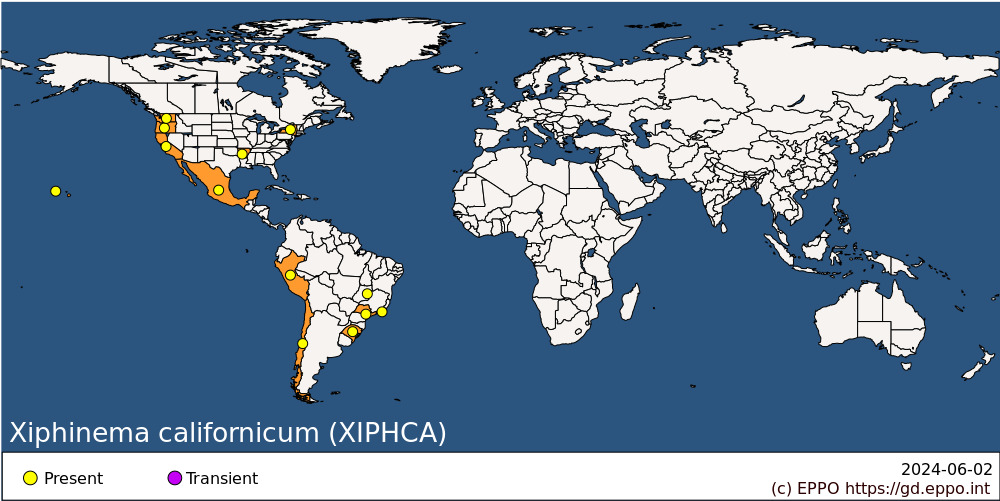 Xiphinema californicum (XIPHCA)
Present
Transient
2024-06-02
(c) EPPO https://gd.eppo.int